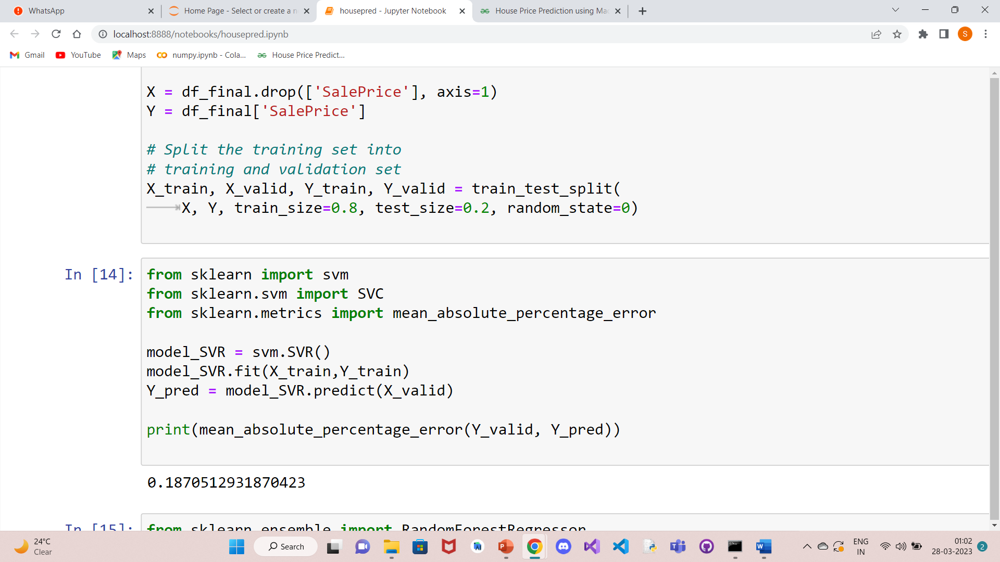 WhatsApp
Home Page - Select or create a n
housepred - Jupyter Notebook
House Price Prediction using Mac
localhost:8888/notebooks/housepred.ipynb
S
Gmail
YouTube
Maps
numpy.ipynb - Cola...
House Price Predict...
X = df_final.drop(['SalePrice'], axis=1)
Y = df_final['SalePrice']
# Split the training set into
# training and validation set
X_train, X_valid, Y_train, Y_valid = train_test_split(
X, Y, train_size=0.8, test_size=0.2, random_state=0)
In [14]:
from sklearn import svm
from sklearn.svm import SVC
from sklearn.metrics import mean_absolute_percentage_error
model_SVR = svm.SVR()
model_SVR.fit(X_train,Y_train)
Y_pred = model_SVR.predict(X_valid)
print(mean_absolute_percentage_error(Y_valid, Y_pred))
0.1870512931870423
In [15]:
from sklearn.ensemble import RandomForestRegressor
24°C
Clear
Search
ENG
IN
01:02
28-03-2023
2